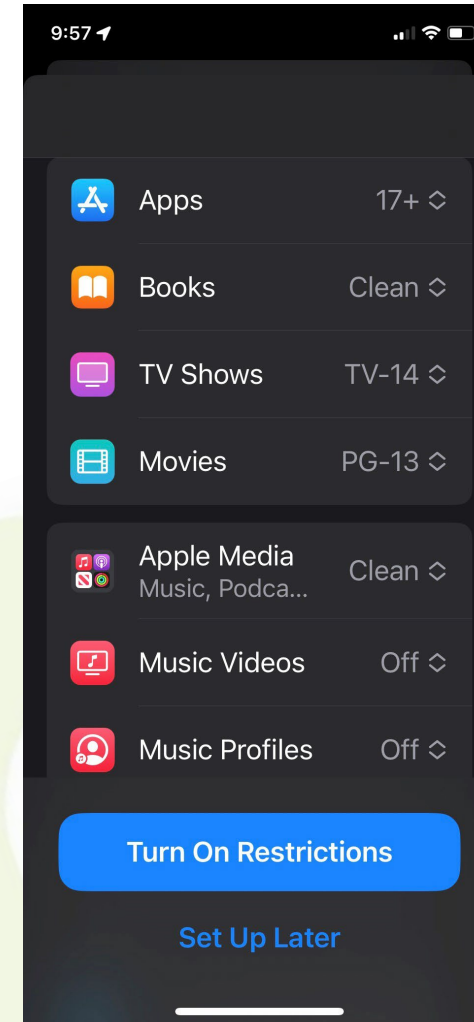 9:57
Apps 17+
Books Clean
TV Shows TV-14
Movies PG-13
Apple Media Clean
Music, Podca...
Music Videos Off
Music Profiles Off
Turn On Restrictions
Set Up Later